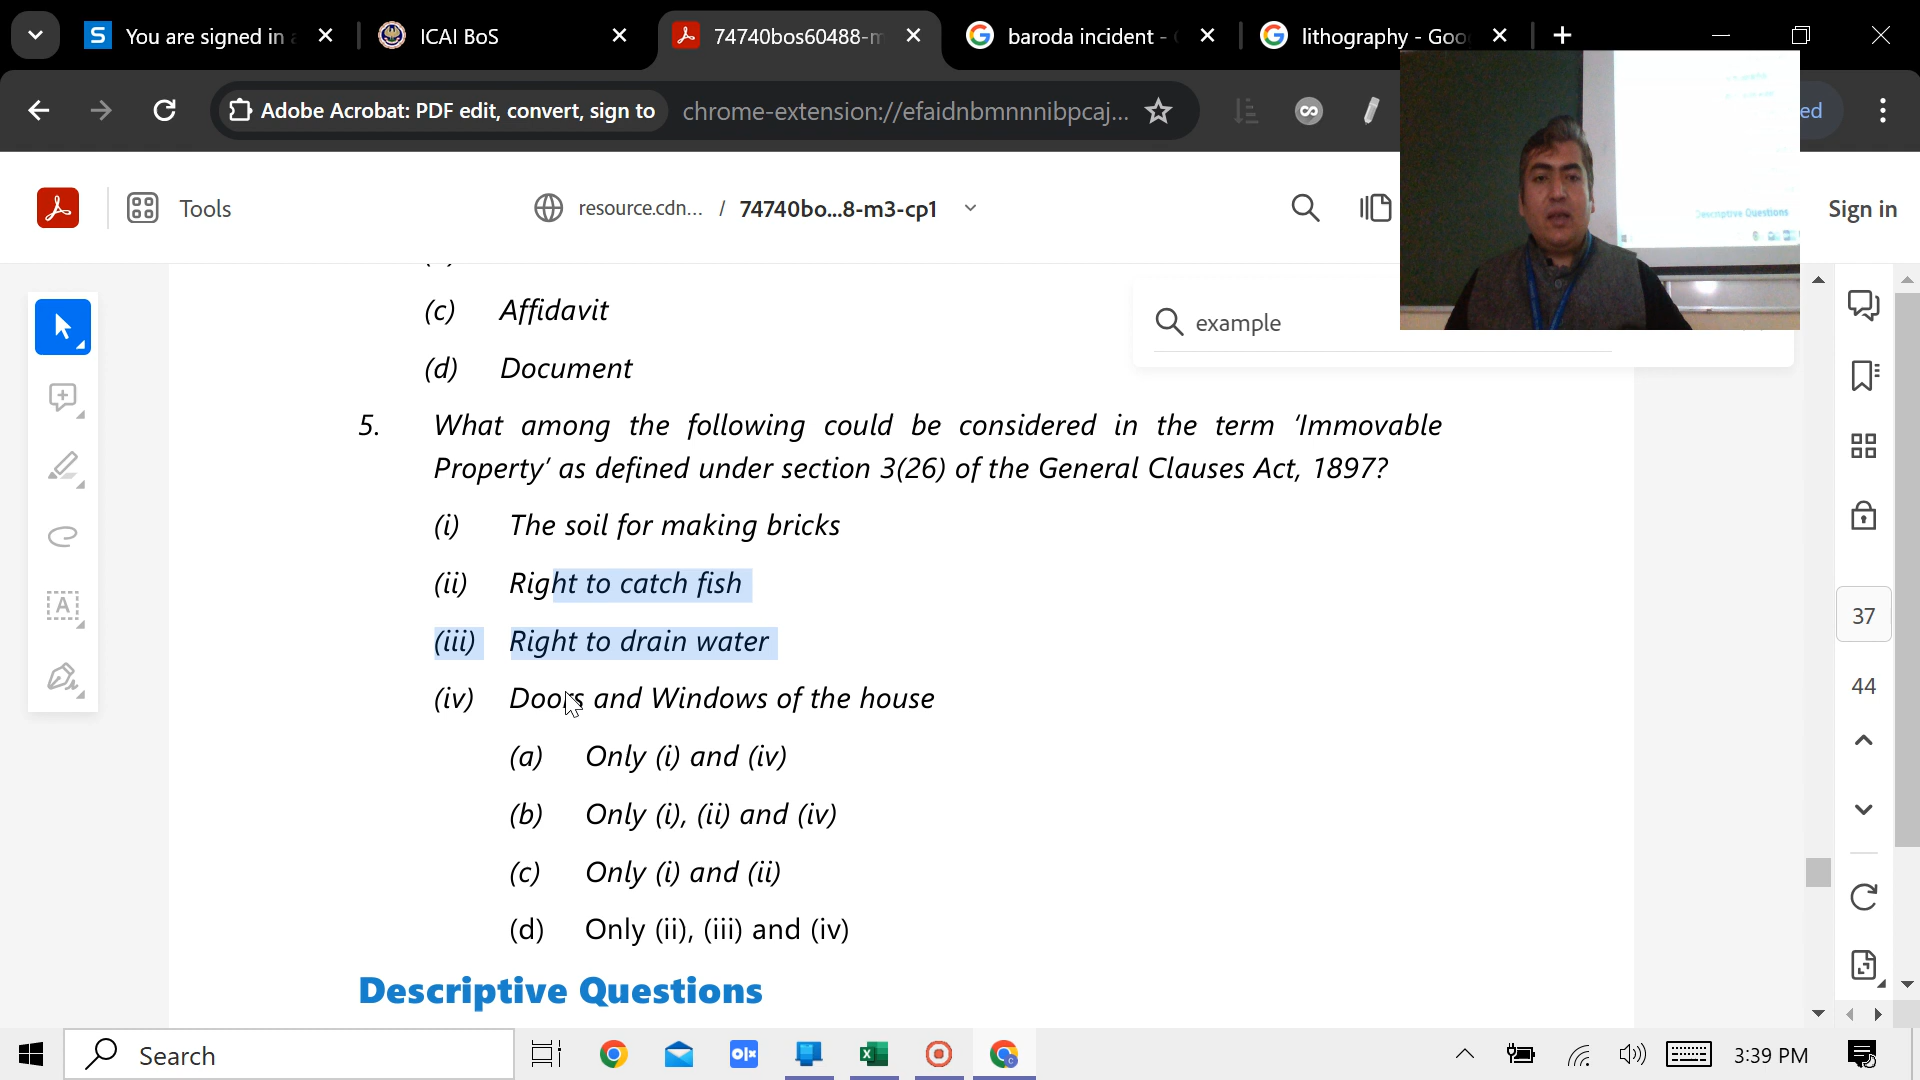 You are signed in
ICAI BoS
74740bos60488-m
baroda incident -
lithography - Goo
Adobe Acrobat: PDF edit, convert, sign to
chrome-extension://efaidnbmnnnibpcaj...
ed
Tools
resource.cdn... / 74740bo...8-m3-cp1
Sign in
Descriptive Questions
example
(c) Affidavit
(d) Document
5. What among the following could be considered in the term ‘Immovable
Property’ as defined under section 3(26) of the General Clauses Act, 1897?
(i) The soil for making bricks
(ii) Right to catch fish
(iii) Right to drain water
(iv) Doors and Windows of the house
(a) Only (i) and (iv)
(b) Only (i), (ii) and (iv)
(c) Only (i) and (ii)
(d) Only (ii), (iii) and (iv)
Descriptive Questions
37
44
Search
3:39 PM